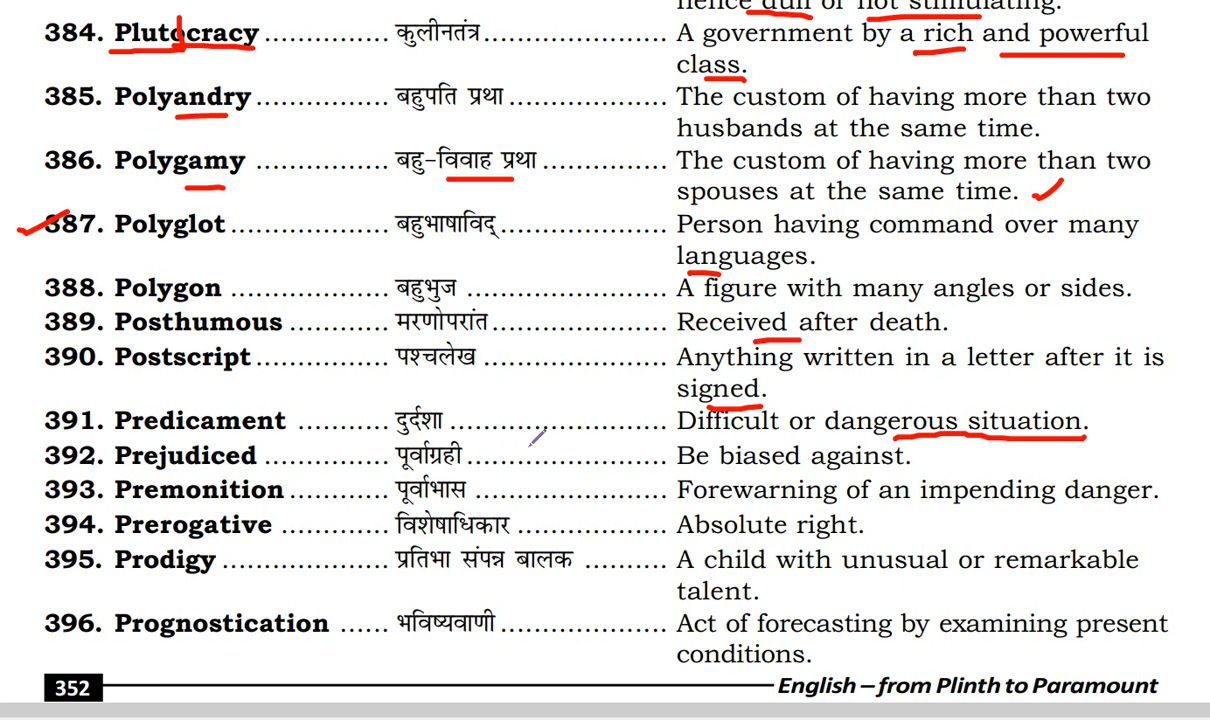 hence dull or not stimulating.
384. Plutocracy ............... कुलीनतंत्र.......................... A government by a rich and powerful
class.
385. Polyandry................... बहुपति प्रथा ...................... The custom of having more than two
husbands at the same time.
386. Polygamy ................... बहु-विवाह प्रथा .................. The custom of having more than two
spouses at the same time.
387. Polyglot...................... बहुभाषाविद्........................ Person having command over many
languages.
388. Polygon ...................... बहुभुज ............................ A figure with many angles or sides.
389. Posthumous .............. मरणोपरांत......................... Received after death.
390. Postscript ................... पश्चलेख .......................... Anything written in a letter after it is
signed.
391. Predicament ............. दुर्दशा .............................. Difficult or dangerous situation.
392. Prejudiced ................. पूर्वाग्रही............................. Be biased against.
393. Premonition .............. पूर्वाभास ........................... Forewarning of an impending danger.
394. Prerogative ............... विशेषाधिकार ..................... Absolute right.
395. Prodigy ....................... प्रतिभा संपन्न बालक ........... A child with unusual or remarkable
talent.
396. Prognostication ...... भविष्यवाणी........................ Act of forecasting by examining present
conditions.
352 English – from Plinth to Paramount